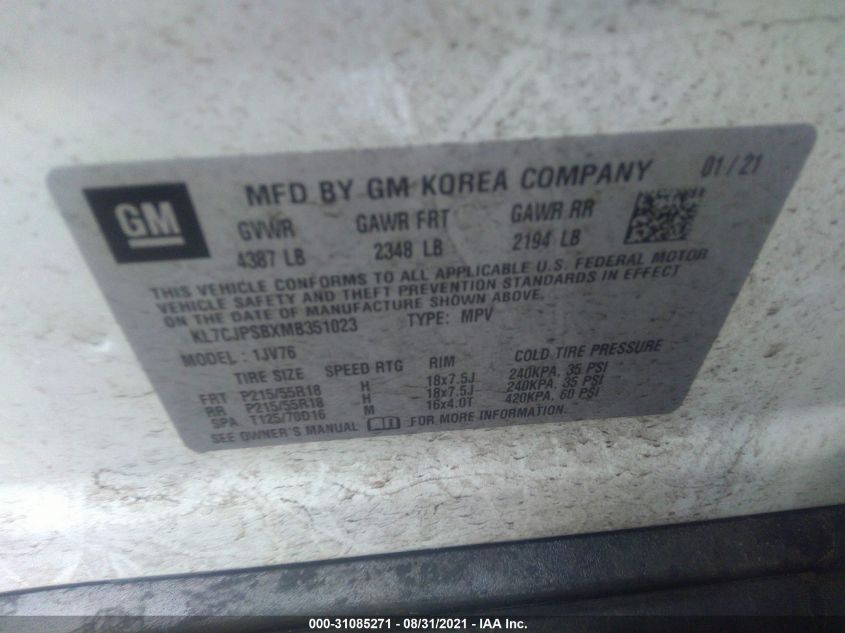 GM
MFD BY GM KOREA COMPANY 01/21
GVWR GAWR FRT GAWR RR
4387 LB 2348 LB 2194 LB
THIS VEHICLE CONFORMS TO ALL APPLICABLE U.S. FEDERAL MOTOR
VEHICLE SAFETY AND THEFT PREVENTION STANDARDS IN EFFECT
ON THE DATE OF MANUFACTURE SHOWN ABOVE.
KL7CJPSBXMB351023 TYPE: MPV
MODEL : 1JV76
TIRE SIZE SPEED RTG RIM COLD TIRE PRESSURE
FRT P215/55R18 H 18x7.5J 240KPA, 35 PSI
RR P215/55R18 H 18x7.5J 240KPA, 35 PSI
SPA T125/70D16 M 16x4.0T 420KPA, 60 PSI
SEE OWNER'S MANUAL FOR MORE INFORMATION.
000-31085271 - 08/31/2021 - IAA Inc.